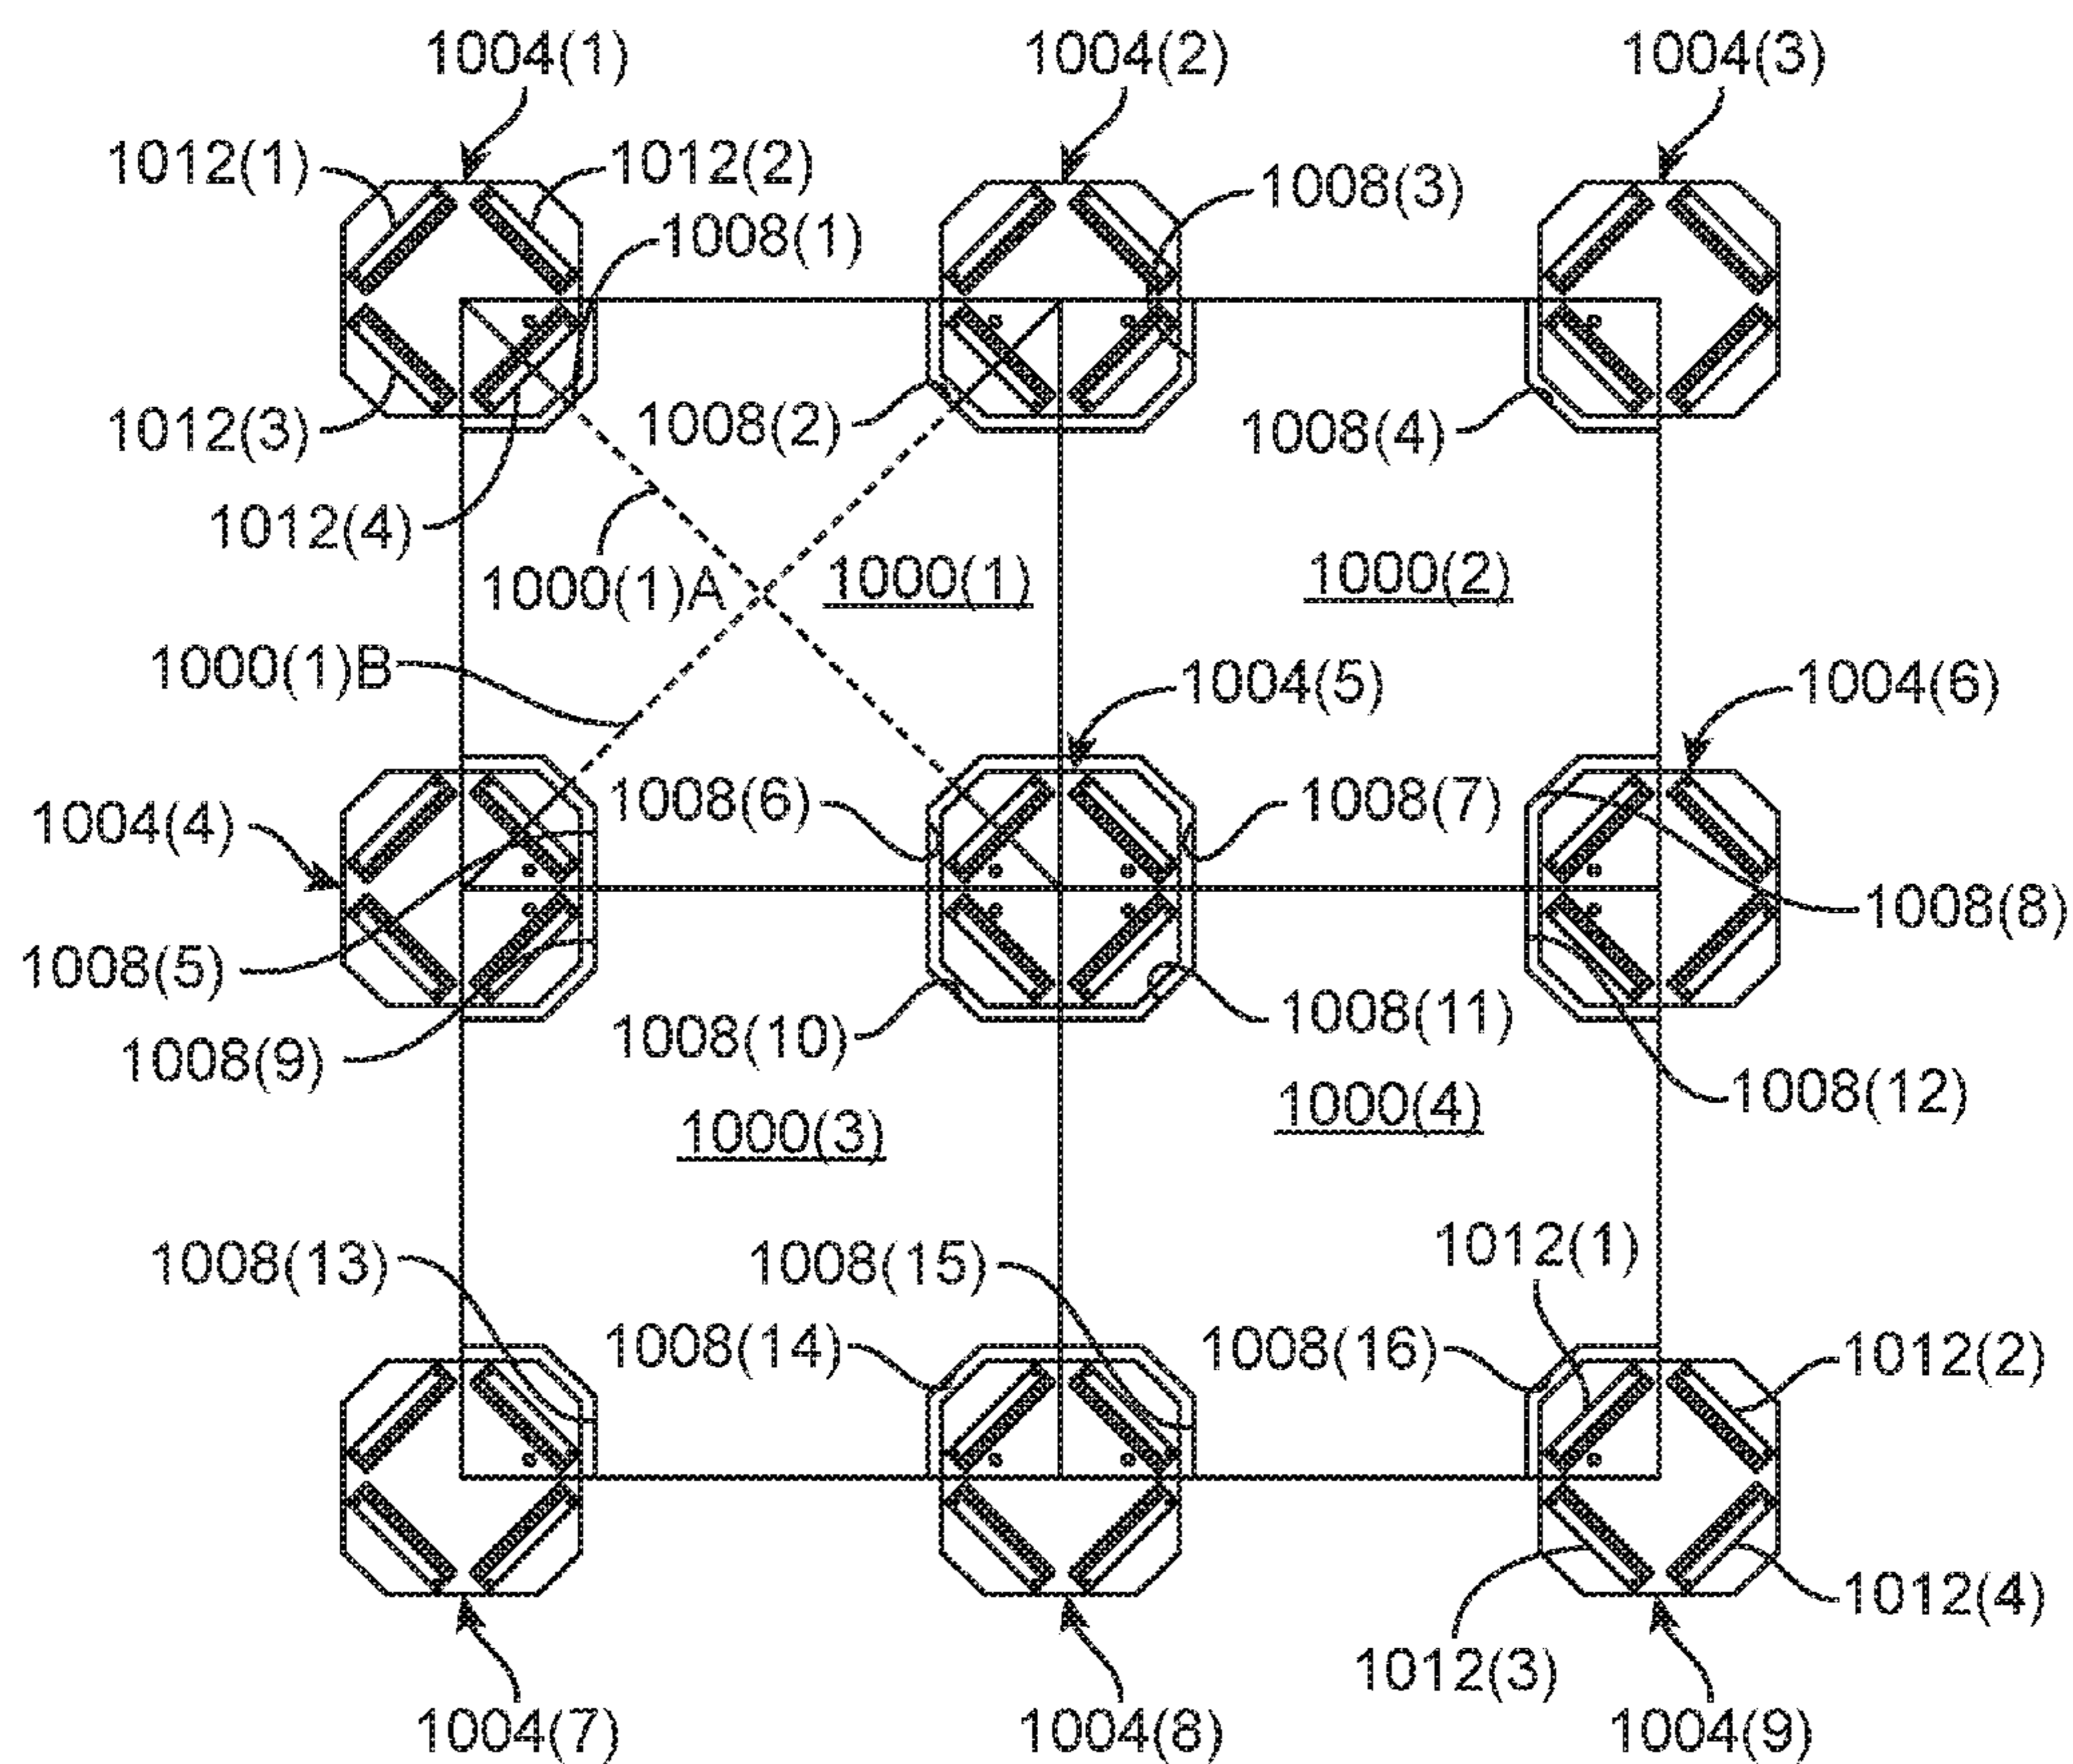 1004(1) 1004(2) 1004(3)
1012(1) 1012(2) 1008(3)
1008(1)
1012(3) 1008(2) 1008(4)
1012(4)
1000(1)A 1000(1) 1000(2)
1000(1)B 1004(5) 1004(6)
1004(4) 1008(6) 1008(7)
1008(8)
1008(5)
1008(9) 1008(10) 1008(11)
1008(12)
1000(3) 1000(4)
1008(13) 1008(15) 1012(1)
1008(14) 1008(16) 1012(2)
1012(4)
1012(3)
1004(7) 1004(8) 1004(9)